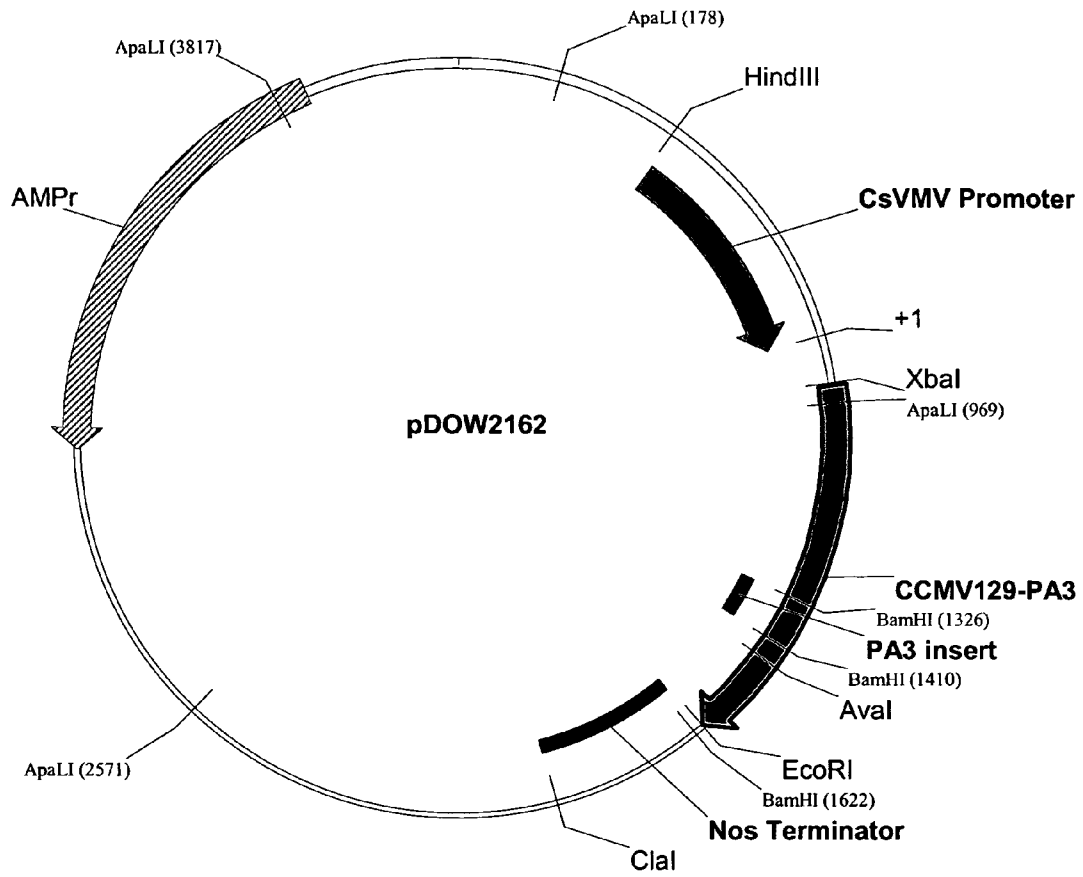 ApaLI (178)
ApaLI (3817)
HindIII
AMPr
CsVMV Promoter
+1
XbaI
ApaLI (969)
pDOW2162
CCMV129-PA3
BamHI (1326)
PA3 insert
BamHI (1410)
AvaI
EcoRI
ApaLI (2571)
BamHI (1622)
Nos Terminator
ClaI